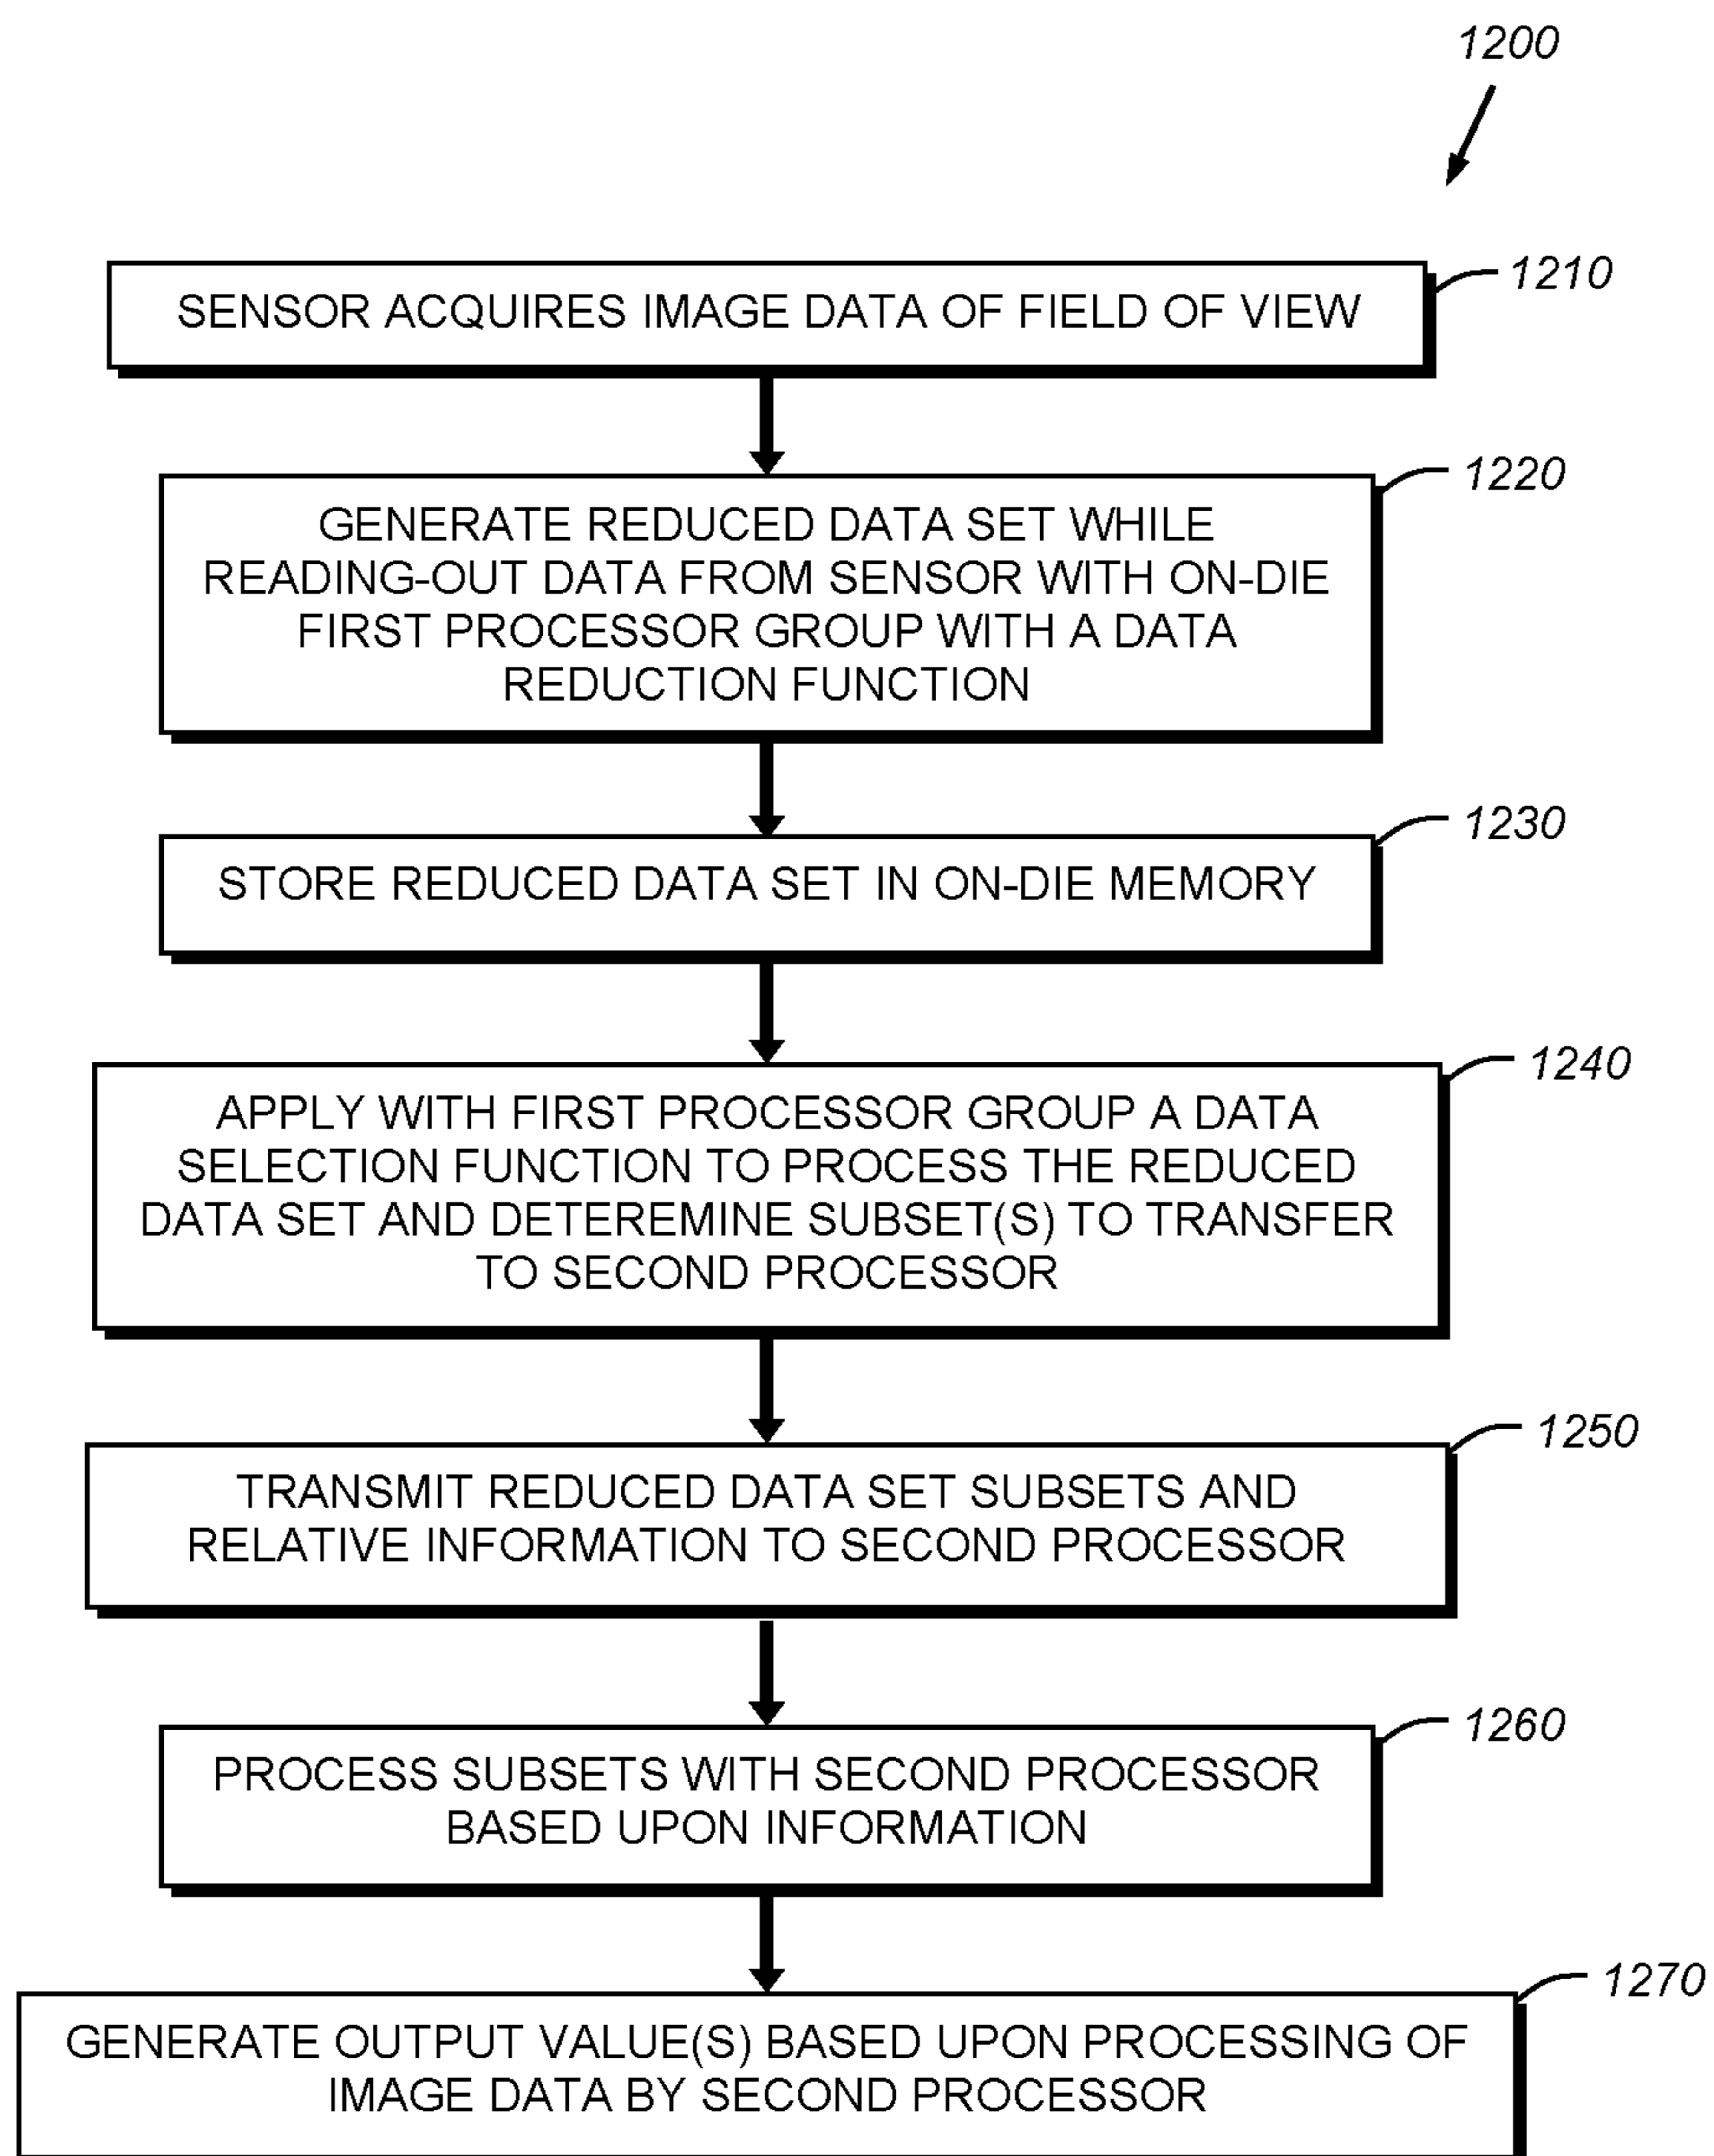 1200
1210
SENSOR ACQUIRES IMAGE DATA OF FIELD OF VIEW
1220
GENERATE REDUCED DATA SET WHILE
READING-OUT DATA FROM SENSOR WITH ON-DIE
FIRST PROCESSOR GROUP WITH A DATA
REDUCTION FUNCTION
1230
STORE REDUCED DATA SET IN ON-DIE MEMORY
1240
APPLY WITH FIRST PROCESSOR GROUP A DATA
SELECTION FUNCTION TO PROCESS THE REDUCED
DATA SET AND DETEREMINE SUBSET(S) TO TRANSFER
TO SECOND PROCESSOR
1250
TRANSMIT REDUCED DATA SET SUBSETS AND
RELATIVE INFORMATION TO SECOND PROCESSOR
1260
PROCESS SUBSETS WITH SECOND PROCESSOR
BASED UPON INFORMATION
1270
GENERATE OUTPUT VALUE(S) BASED UPON PROCESSING OF
IMAGE DATA BY SECOND PROCESSOR